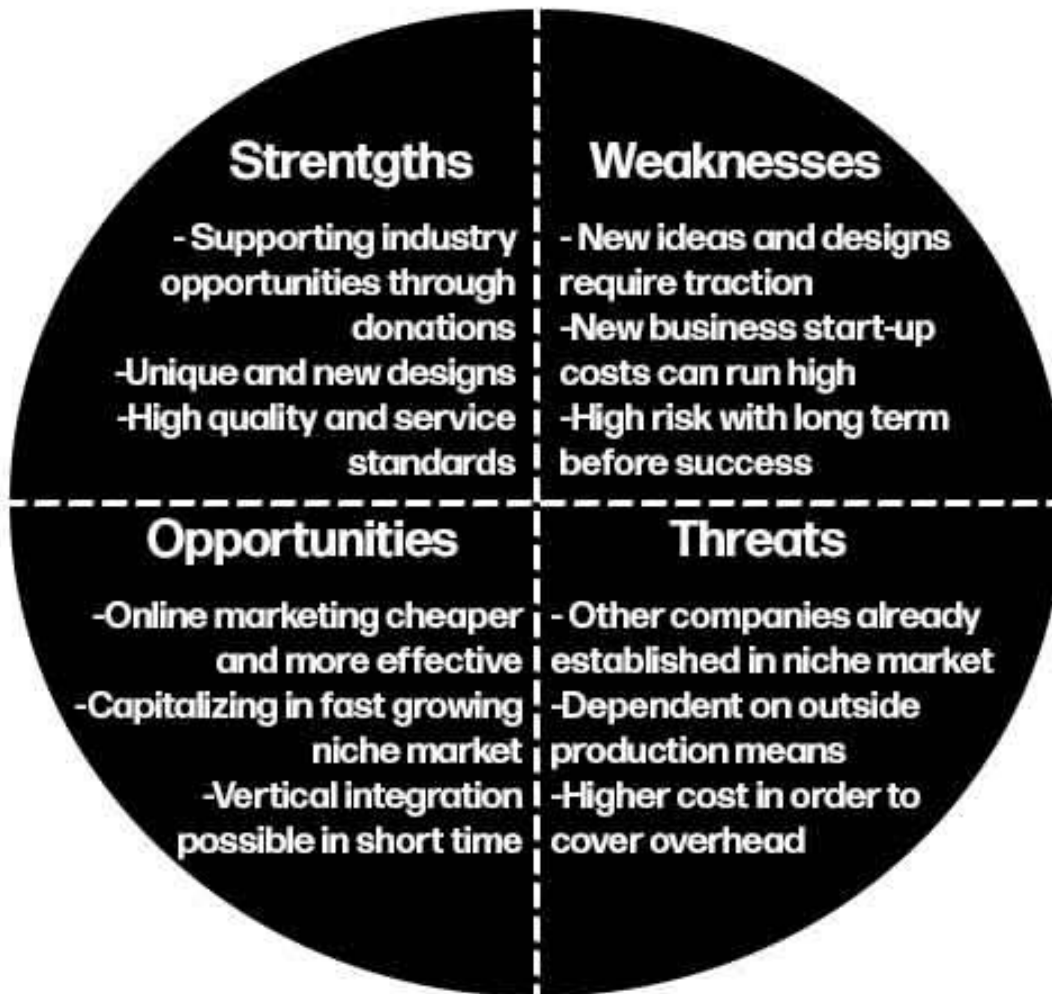 Strentgths
- Supporting industry
opportunities through
donations
-Unique and new designs
-High quality and service
standards
Weaknesses
- New ideas and designs
require traction
-New business start-up
costs can run high
-High risk with long term
before success
Opportunities
-Online marketing cheaper
and more effective
-Capitalizing in fast growing
niche market
-Vertical integration
possible in short time
Threats
- Other companies already
established in niche market
-Dependent on outside
production means
-Higher cost in order to
cover overhead